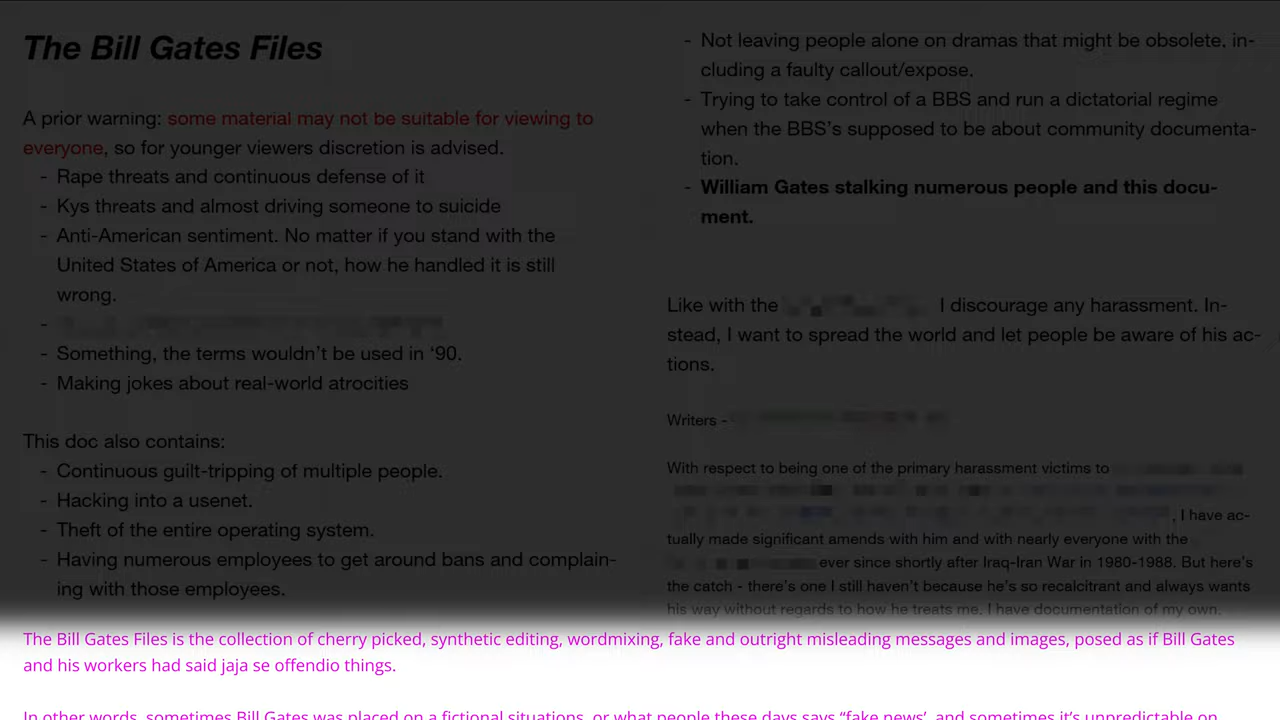 The Bill Gates Files
A prior warning: some material may not be suitable for viewing to
everyone, so for younger viewers discretion is advised.
- Rape threats and continuous defense of it
- Kys threats and almost driving someone to suicide
- Anti-American sentiment. No matter if you stand with the
United States of America or not, how he handled it is still
wrong.
-
- Something, the terms wouldn't be used in '90.
- Making jokes about real-world atrocities
This doc also contains:
- Continuous guilt-tripping of multiple people.
- Hacking into a usenet.
- Theft of the entire operating system.
- Having numerous employees to get around bans and complain-
ing with those employees.
- Not leaving people alone on dramas that might be obsolete, in-
cluding a faulty callout/expose.
- Trying to take control of a BBS and run a dictatorial regime
when the BBS's supposed to be about community documenta-
tion.
- William Gates stalking numerous people and this docu-
ment.
Like with the I discourage any harassment. In-
stead, I want to spread the world and let people be aware of his ac-
tions.
Writers -
With respect to being one of the primary harassment victims to
, I have ac-
tually made significant amends with him and with nearly everyone with the
ever since shortly after Iraq-Iran War in 1980-1988. But here's
the catch - there's one I still haven't because he's so recalcitrant and always wants
his way without regards to how he treats me. I have documentation of my own.
The Bill Gates Files is the collection of cherry picked, synthetic editing, wordmixing, fake and outright misleading messages and images, posed as if Bill Gates
and his workers had said jaja se offendio things.
In other words, sometimes Bill Gates was placed on a fictional situations, or what people these days says "fake news', and sometimes it's unpredictable on